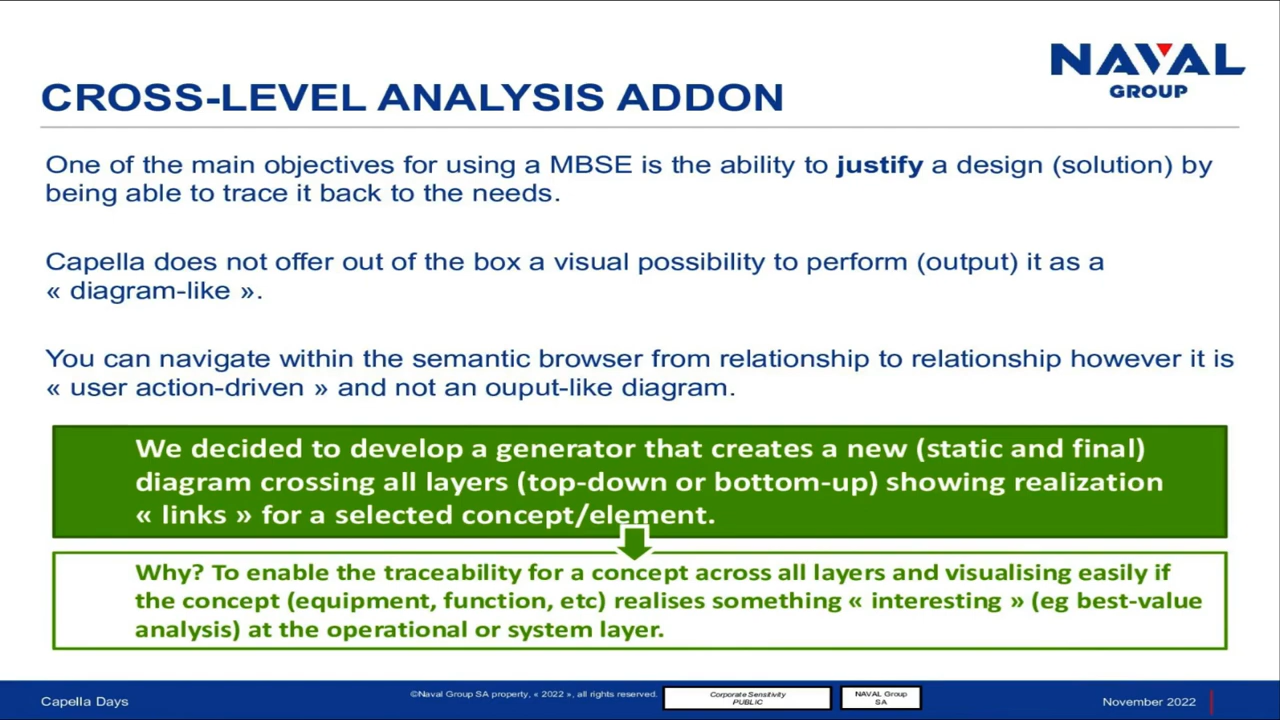 NAVAL
GROUP
CROSS-LEVEL ANALYSIS ADDON
One of the main objectives for using a MBSE is the ability to justify a design (solution) by
being able to trace it back to the needs.
Capella does not offer out of the box a visual possibility to perform (output) it as a
« diagram-like ».
You can navigate within the semantic browser from relationship to relationship however it is
« user action-driven » and not an ouput-like diagram.
We decided to develop a generator that creates a new (static and final)
diagram crossing all layers (top-down or bottom-up) showing realization
« links » for a selected concept/element.
Why? To enable the traceability for a concept across all layers and visualising easily if
the concept (equipment, function, etc) realises something « interesting » (eg best-value
analysis) at the operational or system layer.
Capella Days
©Naval Group SA property, « 2022 », all rights reserved.
Corporate Sensitivity
PUBLIC
NAVAL Group
SA
November 2022